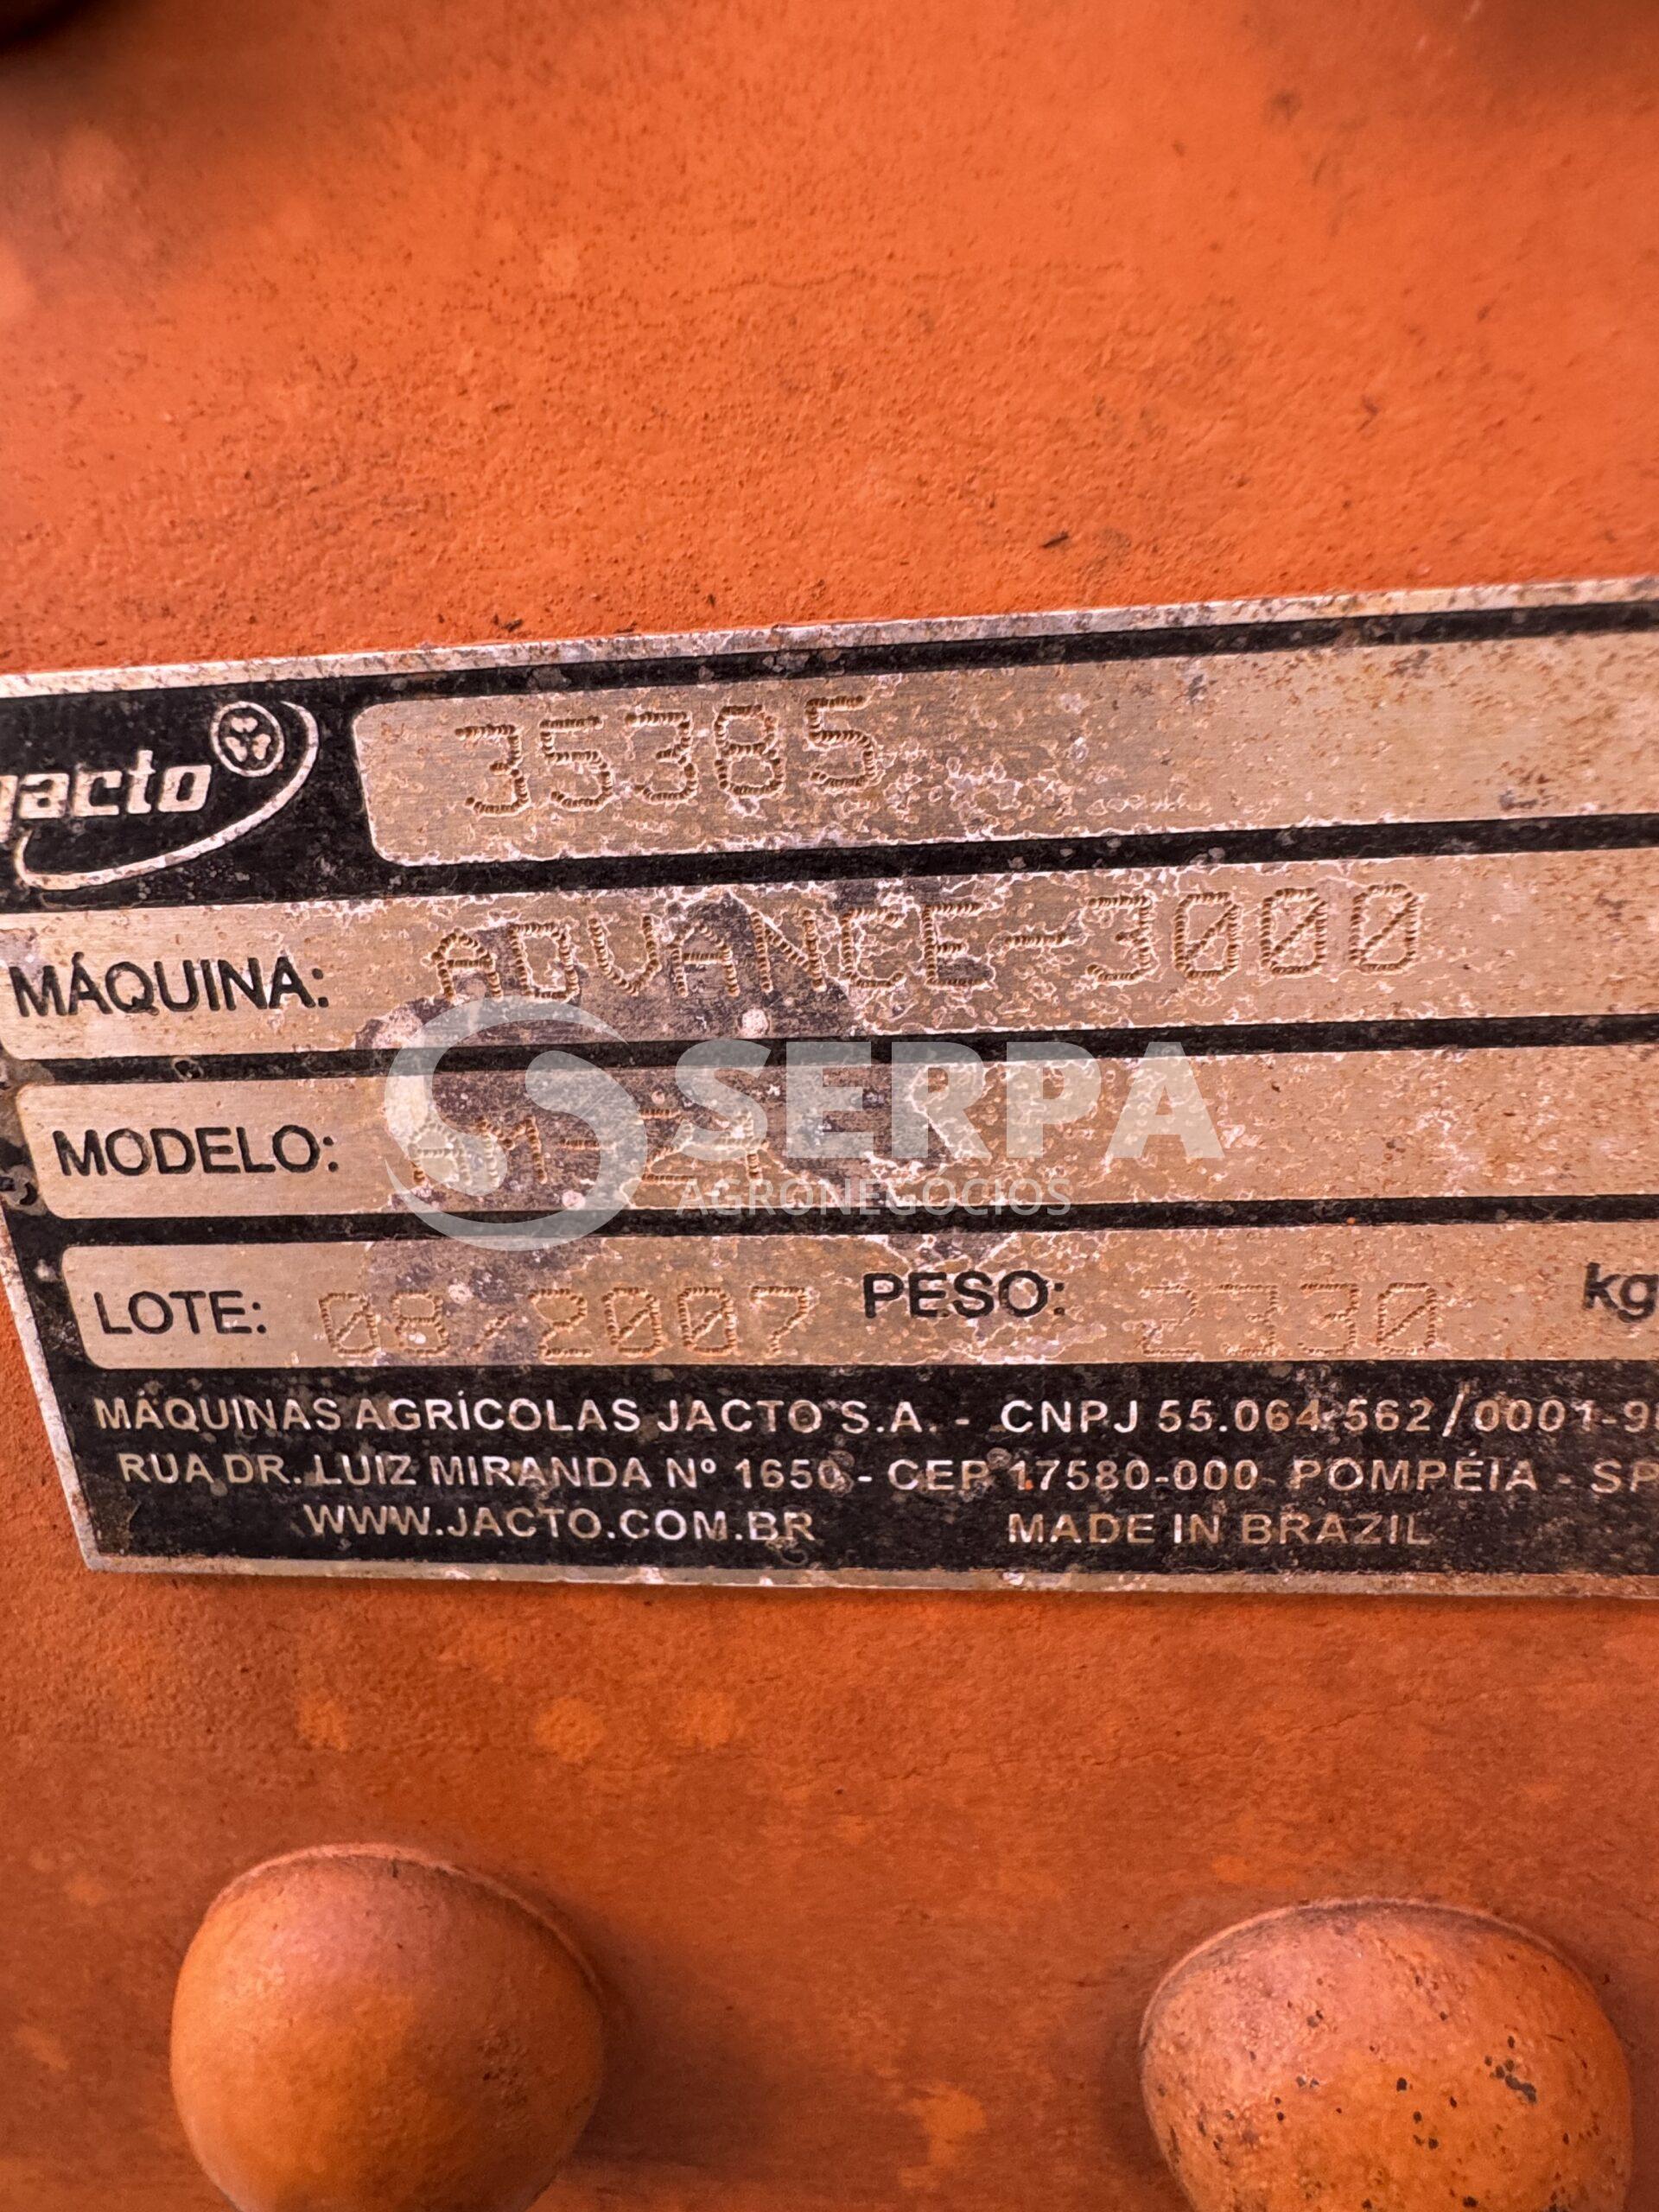 jacto 35385
MÁQUINA: ADVANCE-3000
MODELO: AM-24
LOTE: 08/2007 PESO: 2330 kg
MÁQUINAS AGRÍCOLAS JACTO S.A. - CNPJ 55.064.562/0001-9
RUA DR. LUIZ MIRANDA Nº 1650 - CEP 17580-000 POMPÉIA - SP
WWW.JACTO.COM.BR MADE IN BRAZIL
SERPA
AGRONEGÓCIOS